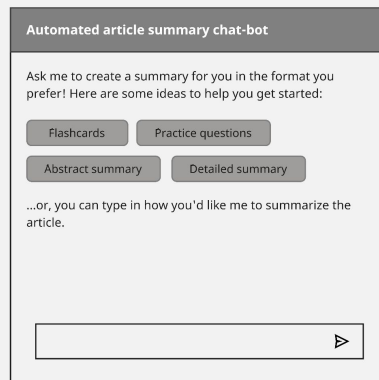 Automated article summary chat-bot
Ask me to create a summary for you in the format you
prefer! Here are some ideas to help you get started:
Flashcards
Practice questions
Abstract summary
Detailed summary
...or, you can type in how you'd like me to summarize the
article.